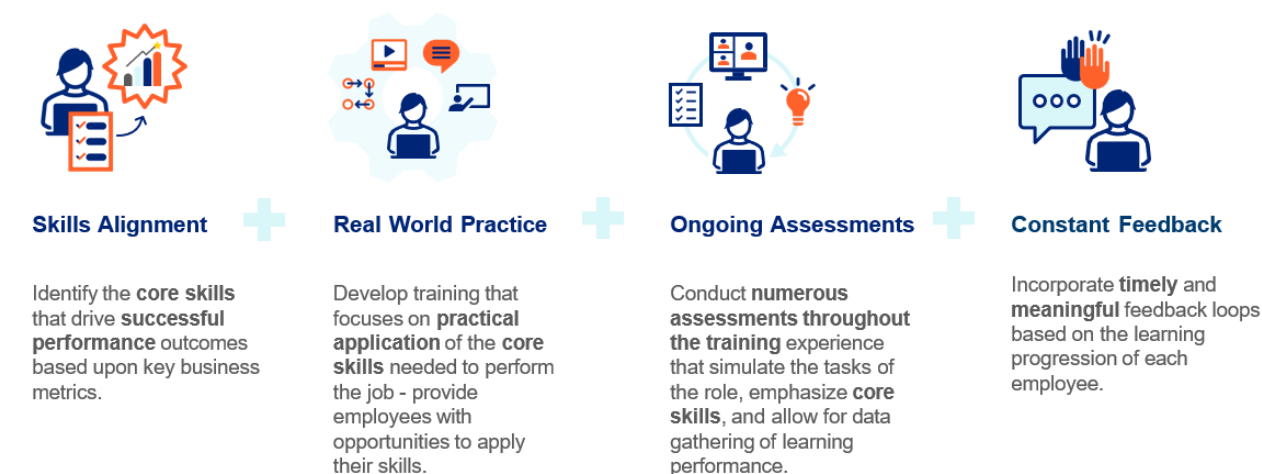 Skills Alignment
Identify the core skills
that drive successful
performance outcomes
based upon key business
metrics.
Real World Practice
Develop training that
focuses on practical
application of the core
skills needed to perform
the job - provide
employees with
opportunities to apply
their skills.
Ongoing Assessments
Conduct numerous
assessments throughout
the training experience
that simulate the tasks of
the role, emphasize core
skills, and allow for data
gathering of learning
performance.
Constant Feedback
Incorporate timely and
meaningful feedback loops
based on the learning
progression of each
employee.